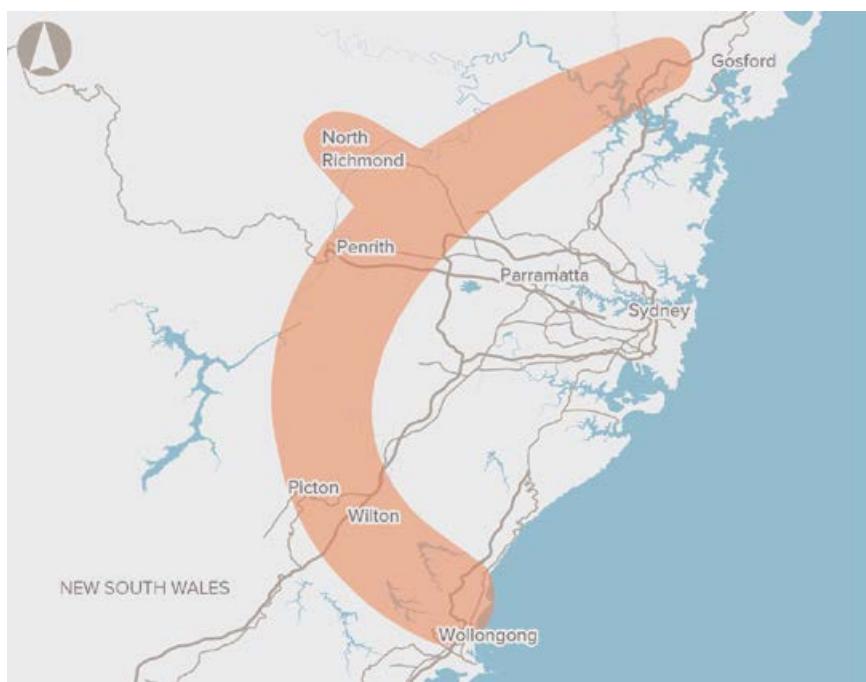 Gosford
North
Richmond
Penrith
Parramatta
Sydney
Picton
Wilton
NEW SOUTH WALES
Wollongong